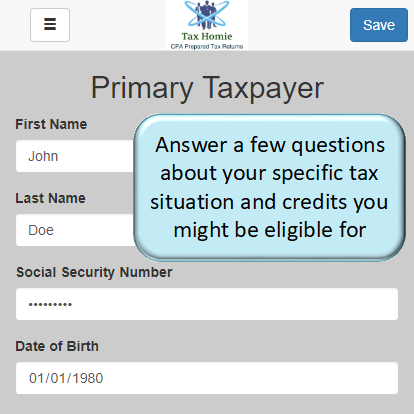 Tax Homie
CPA Prepared Tax Returns
Save
Primary Taxpayer
First Name
John
Answer a few questions
about your specific tax
situation and credits you
might be eligible for
Last Name
Doe
Social Security Number
•••••••••
Date of Birth
01/01/1980